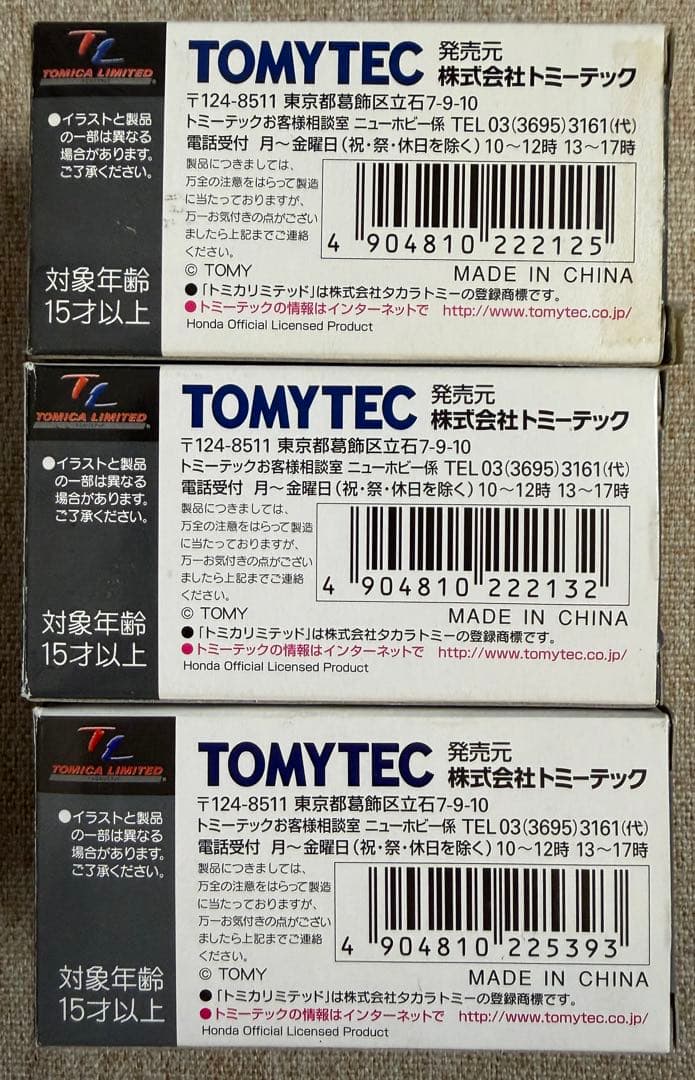 TL
TOMICA LIMITED
●イラストと製品
の一部は異なる
場合があります。
ご了承ください。
対象年齢
15才以上
TOMYTEC 発売元
株式会社トミーテック
〒124-8511 東京都葛飾区立石7-9-10
トミーテックお客様相談室 ニューホビー係 TEL 03(3695)3161(代)
電話受付 月～金曜日(祝・祭・休日を除く) 10～12時 13～17時
製品につきましては、
万全の注意をはらって製造
に当たっておりますが、
万一お気付きの点がござい
ましたら上記までご連絡
ください。
4 904810 222125
© TOMY MADE IN CHINA
●「トミカリミテッド」は株式会社タカラトミーの登録商標です。
●トミーテックの情報はインターネットで http://www.tomytec.co.jp/
Honda Official Licensed Product
TL
TOMICA LIMITED
●イラストと製品
の一部は異なる
場合があります。
ご了承ください。
対象年齢
15才以上
TOMYTEC 発売元
株式会社トミーテック
〒124-8511 東京都葛飾区立石7-9-10
トミーテックお客様相談室 ニューホビー係 TEL 03(3695)3161(代)
電話受付 月～金曜日(祝・祭・休日を除く) 10～12時 13～17時
製品につきましては、
万全の注意をはらって製造
に当たっておりますが、
万一お気付きの点がござい
ましたら上記までご連絡
ください。
4 904810 222132
© TOMY MADE IN CHINA
●「トミカリミテッド」は株式会社タカラトミーの登録商標です。
●トミーテックの情報はインターネットで http://www.tomytec.co.jp/
Honda Official Licensed Product
TL
TOMICA LIMITED
●イラストと製品
の一部は異なる
場合があります。
ご了承ください。
対象年齢
15才以上
TOMYTEC 発売元
株式会社トミーテック
〒124-8511 東京都葛飾区立石7-9-10
トミーテックお客様相談室 ニューホビー係 TEL 03(3695)3161(代)
電話受付 月～金曜日(祝・祭・休日を除く) 10～12時 13～17時
製品につきましては、
万全の注意をはらって製造
に当たっておりますが、
万一お気付きの点がござい
ましたら上記までご連絡
ください。
4 904810 225393
© TOMY MADE IN CHINA
●「トミカリミテッド」は株式会社タカラトミーの登録商標です。
●トミーテックの情報はインターネットで http://www.tomytec.co.jp/
Honda Official Licensed Product